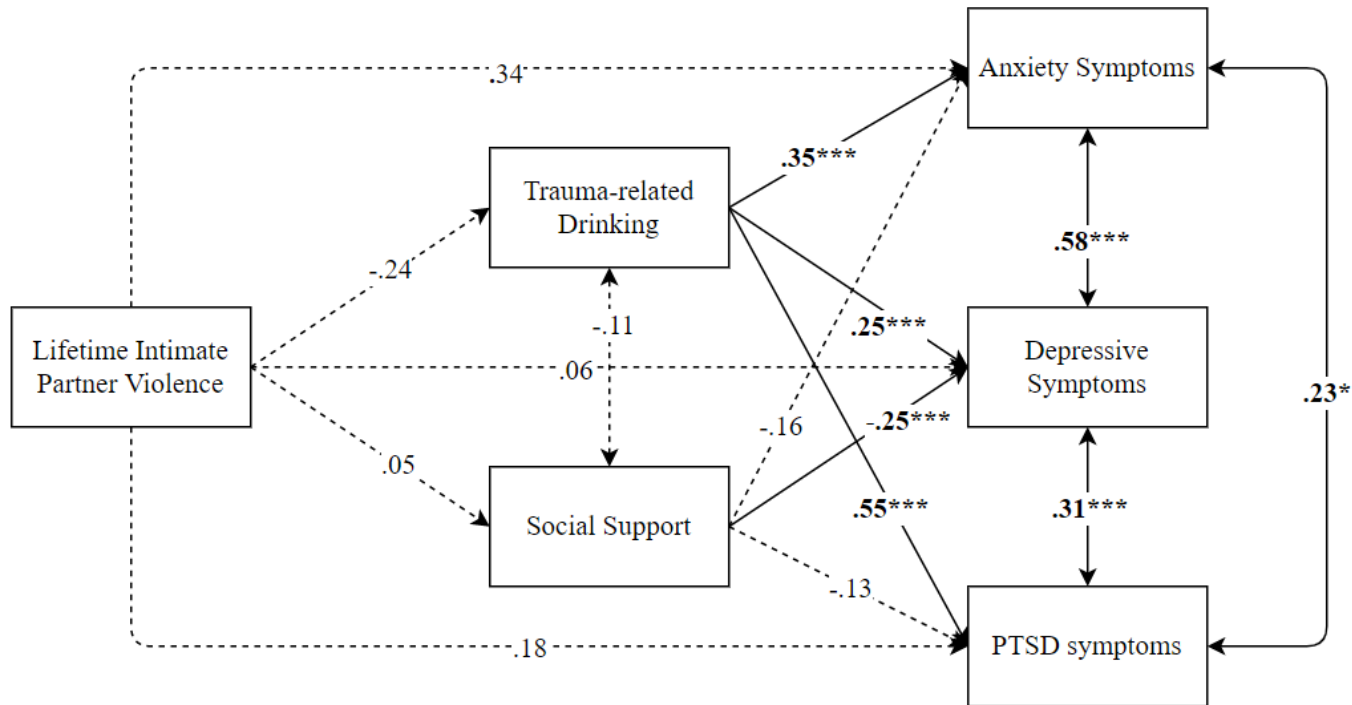 Anxiety Symptoms
.34
.35***
Trauma-related
Drinking
.58***
-.24
-.11
.25***
Lifetime Intimate
Partner Violence
.06
Depressive
Symptoms
.23*
-.16
-.25***
.05
.55***
.31***
Social Support
-.13
.18
PTSD symptoms